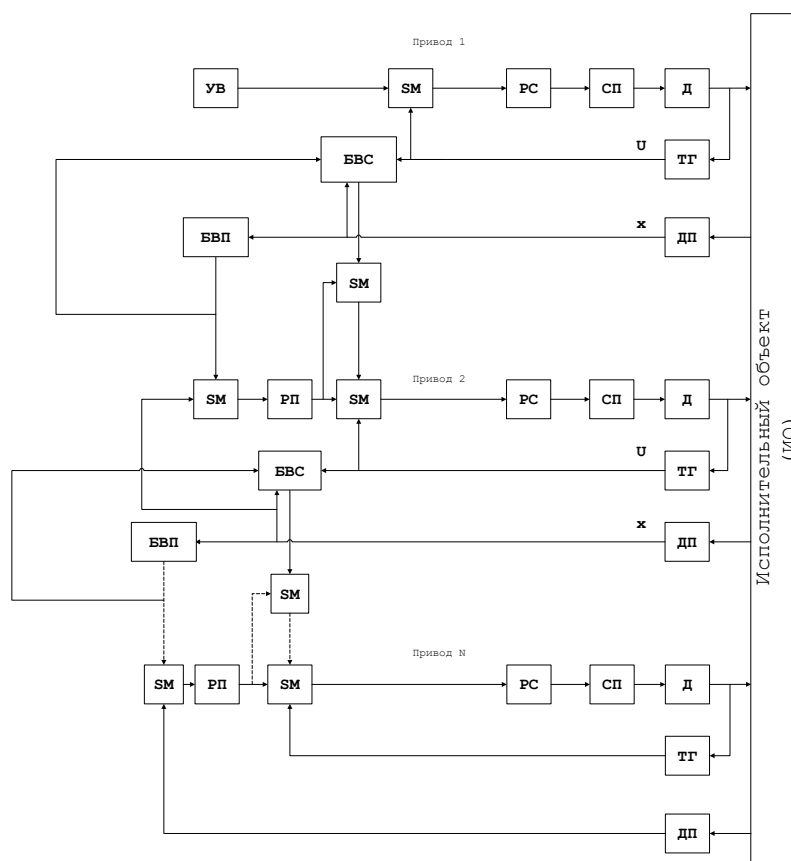 Привод 1
УВ
SM
РС
СП
Д
U
ТГ
БВС
x
ДП
БВП
SM
Привод 2
SM
РП
SM
РС
СП
Д
U
ТГ
БВС
x
ДП
БВП
SM
Привод N
SM
РП
SM
РС
СП
Д
ТГ
ДП
Исполнительный объект
(ИО)